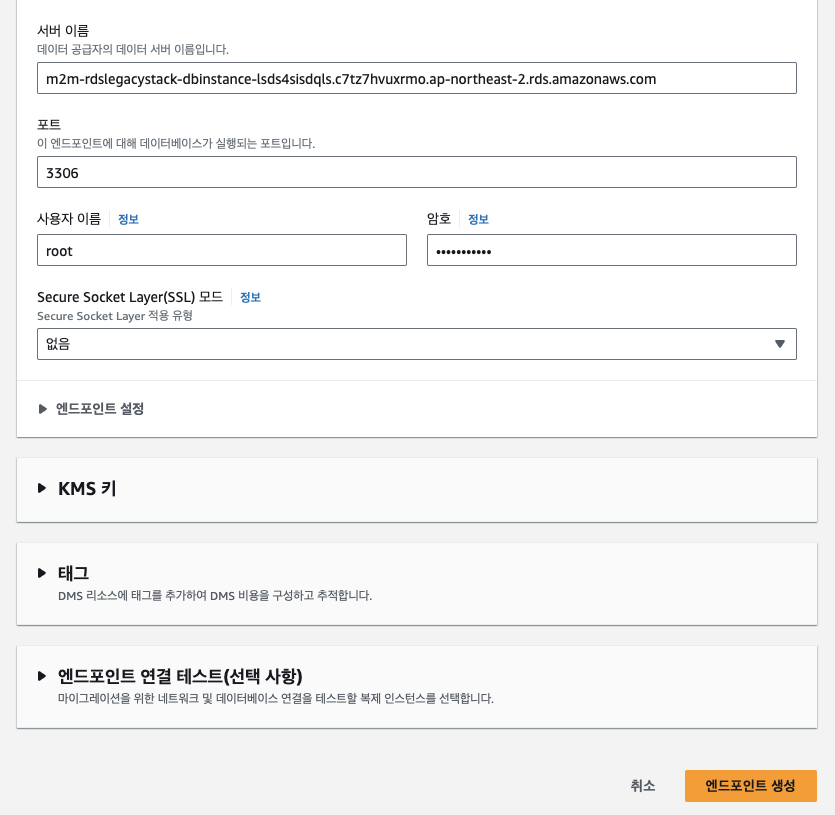 서버 이름
데이터 공급자의 데이터 서버 이름입니다.
m2m-rdslegacystack-dbinstance-lsds4sisdqls.c7tz7hvuxrmo.ap-northeast-2.rds.amazonaws.com
포트
이 엔드포인트에 대해 데이터베이스가 실행되는 포트입니다.
3306
사용자 이름 정보 암호 정보
root •••••••••••
Secure Socket Layer(SSL) 모드 정보
Secure Socket Layer 적용 유형
없음
엔드포인트 설정
KMS 키
태그
DMS 리소스에 태그를 추가하여 DMS 비용을 구성하고 추적합니다.
엔드포인트 연결 테스트(선택 사항)
마이그레이션을 위한 네트워크 및 데이터베이스 연결을 테스트할 복제 인스턴스를 선택합니다.
취소 엔드포인트 생성